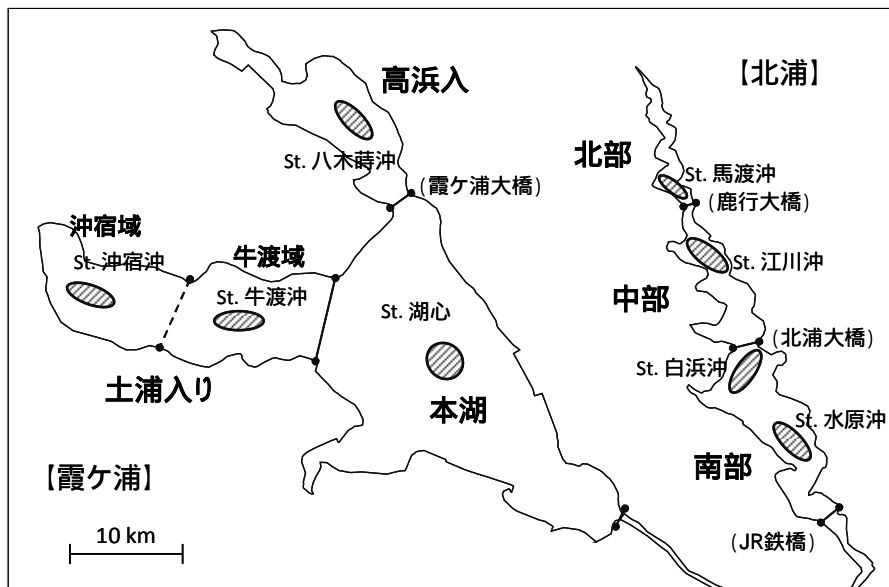 高浜入
【北浦】
St. 八木蒔沖
(霞ケ浦大橋)
北部
St. 馬渡沖
(鹿行大橋)
沖宿域
St. 沖宿沖
牛渡域
St. 牛渡沖
St. 江川沖
中部
St. 湖心
(北浦大橋)
St. 白浜沖
土浦入り
本湖
St. 水原沖
南部
【霞ケ浦】
10 km
(JR鉄橋)